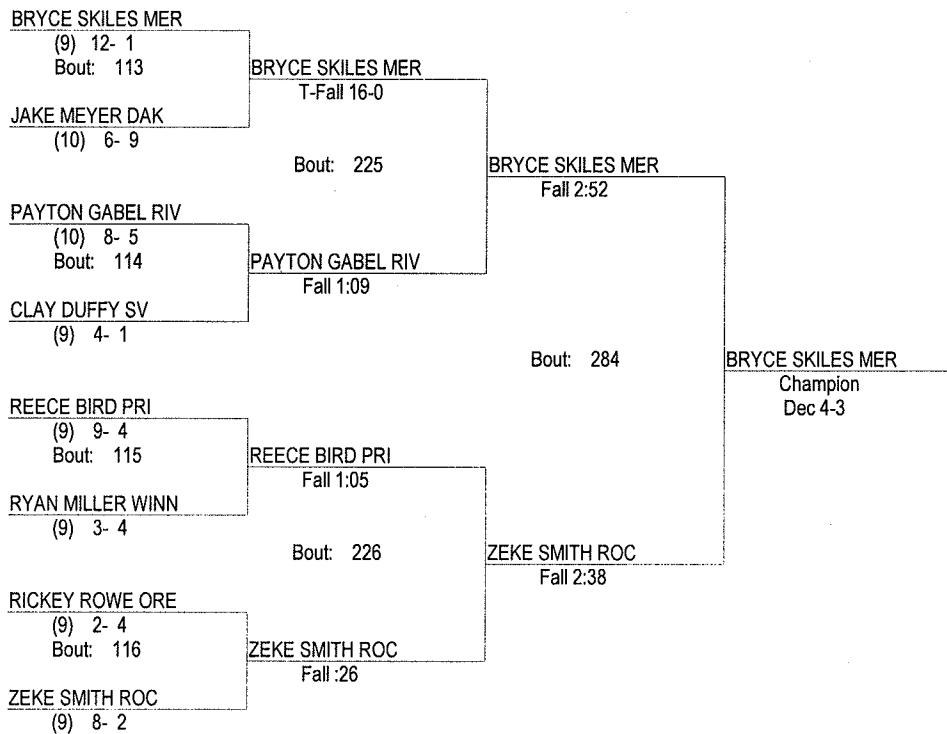 BRYCE SKILES MER
(9) 12- 1
Bout: 113
BRYCE SKILES MER
T-Fall 16-0
JAKE MEYER DAK
(10) 6- 9
Bout: 225
BRYCE SKILES MER
Fall 2:52
PAYTON GABEL RIV
(10) 8- 5
Bout: 114
PAYTON GABEL RIV
Fall 1:09
CLAY DUFFY SV
(9) 4- 1
Bout: 284
BRYCE SKILES MER
Champion
Dec 4-3
REECE BIRD PRI
(9) 9- 4
Bout: 115
REECE BIRD PRI
Fall 1:05
RYAN MILLER WINN
(9) 3- 4
Bout: 226
ZEKE SMITH ROC
Fall 2:38
RICKEY ROWE ORE
(9) 2- 4
Bout: 116
ZEKE SMITH ROC
Fall :26
ZEKE SMITH ROC
(9) 8- 2